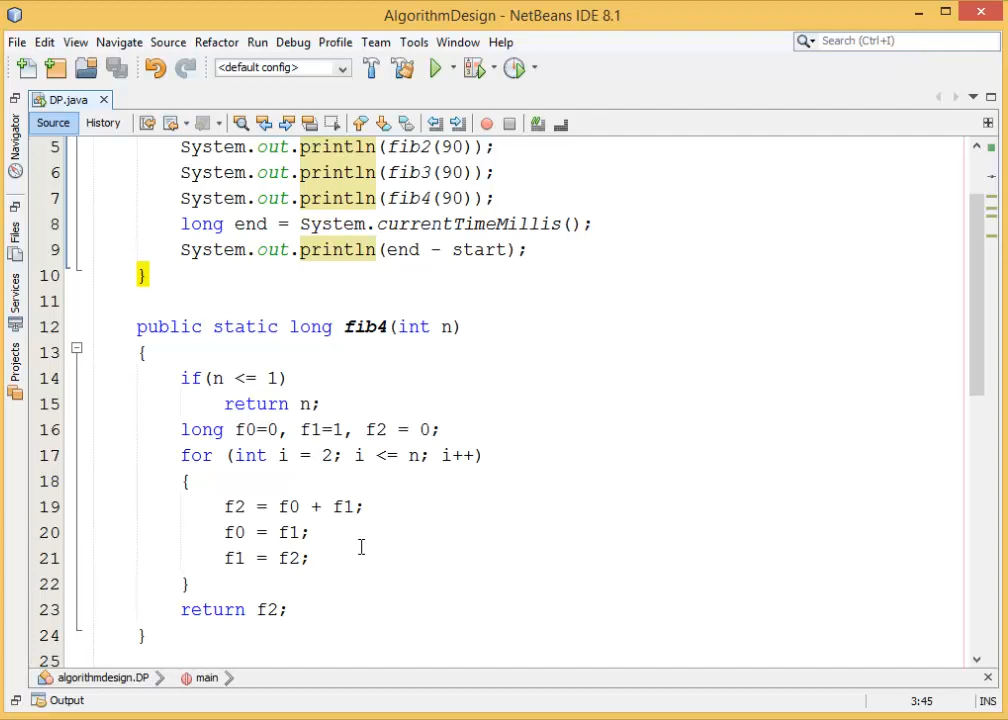 AlgorithmDesign - NetBeans IDE 8.1
File Edit View Navigate Source Refactor Run Debug Profile Team Tools Window Help
Search (Ctrl+I)
<default config>
DP.java
Source History
Navigator
Files
Services
Projects
5 System.out.println(fib2(90));
6 System.out.println(fib3(90));
7 System.out.println(fib4(90));
8 long end = System.currentTimeMillis();
9 System.out.println(end - start);
10 }
11
12 public static long fib4(int n)
13 {
14 if(n <= 1)
15 return n;
16 long f0=0, f1=1, f2 = 0;
17 for (int i = 2; i <= n; i++)
18 {
19 f2 = f0 + f1;
20 f0 = f1;
21 f1 = f2;
22 }
23 return f2;
24 }
25
algorithmdesign.DP main
Output
3:45 INS